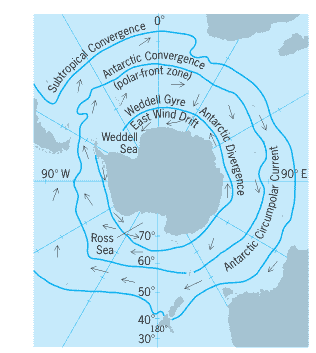 0°
Subtropical Convergence
Antarctic Convergence
(polar-front zone)
Weddell Gyre
East Wind Drift
Weddell
Sea
Antarctic Divergence
90° W
90° E
Antarctic Circumpolar Current
Ross
Sea
70°
60°
50°
40°
180°
30°